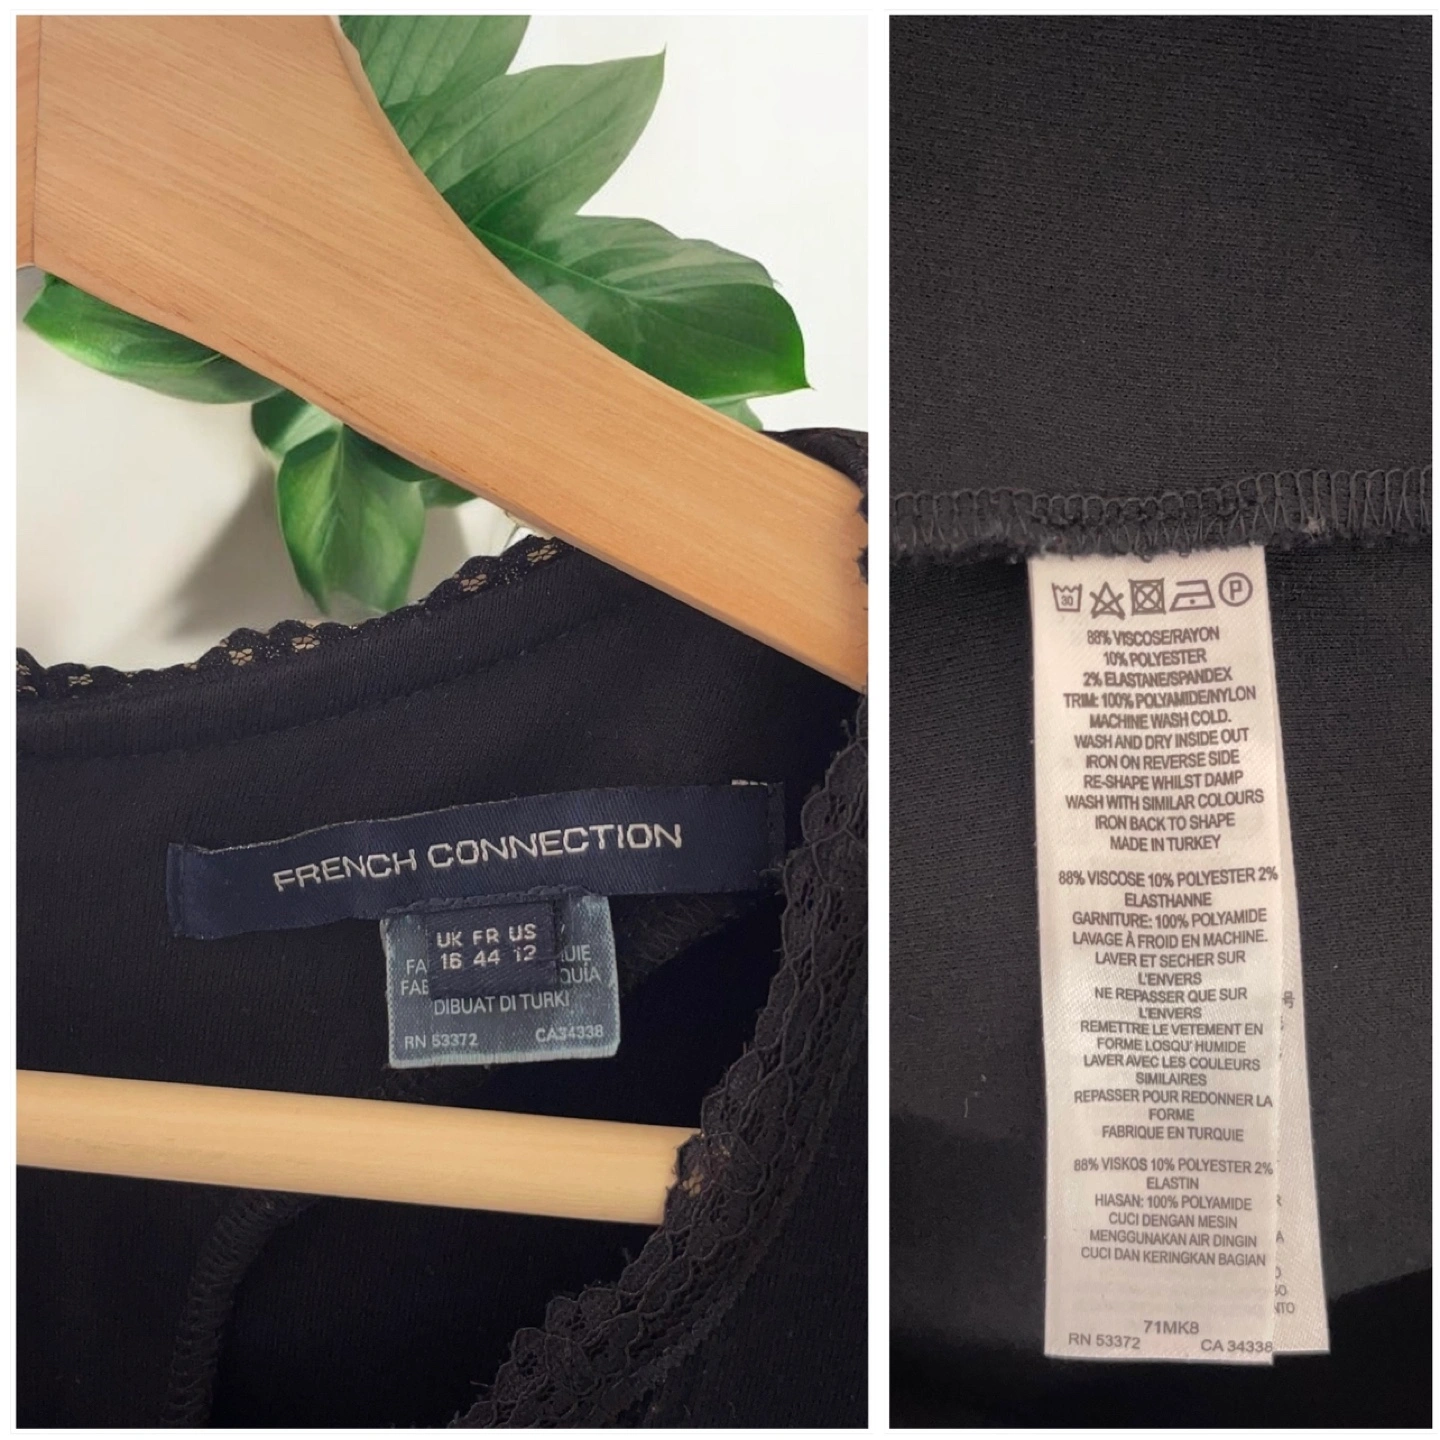 FRENCH CONNECTION
UK FR US
16 44 12
DIBUAT DI TURKI
RN 53372 CA34338
30
P
88% VISCOSE/RAYON
10% POLYESTER
2% ELASTANE/SPANDEX
TRIM: 100% POLYAMIDE/NYLON
MACHINE WASH COLD.
WASH AND DRY INSIDE OUT
IRON ON REVERSE SIDE
RE-SHAPE WHILST DAMP
WASH WITH SIMILAR COLOURS
IRON BACK TO SHAPE
MADE IN TURKEY
88% VISCOSE 10% POLYESTER 2%
ELASTHANNE
GARNITURE: 100% POLYAMIDE
LAVAGE À FROID EN MACHINE.
LAVER ET SECHER SUR
L'ENVERS
NE REPASSER QUE SUR
L'ENVERS
REMETTRE LE VETEMENT EN
FORME LOSQU' HUMIDE
LAVER AVEC LES COULEURS
SIMILAIRES
REPASSER POUR REDONNER LA
FORME
FABRIQUE EN TURQUIE
88% VISKOS 10% POLYESTER 2%
ELASTIN
HIASAN: 100% POLYAMIDE
CUCI DENGAN MESIN
MENGGUNAKAN AIR DINGIN
CUCI DAN KERINGKAN BAGIAN
71MK8
RN 53372 CA 34338